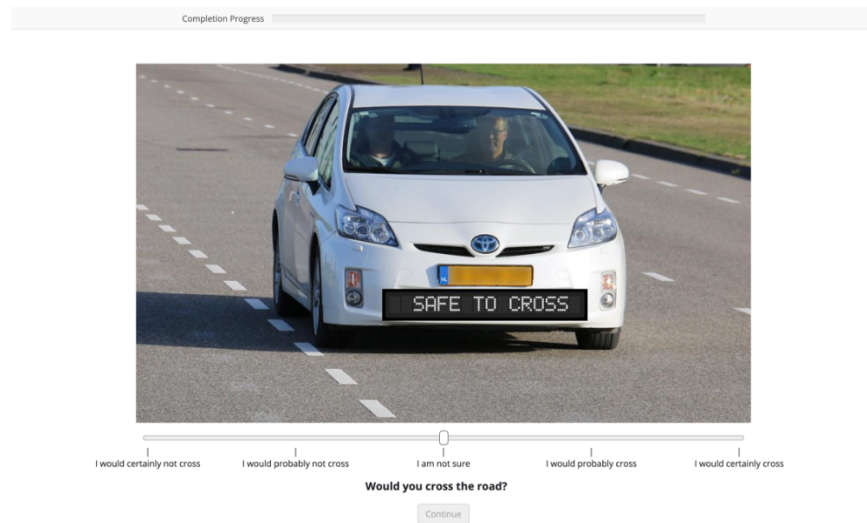 Completion Progress
NL
SAFE TO CROSS
I would certainly not cross
I would probably not cross
I am not sure
I would probably cross
I would certainly cross
Would you cross the road?
Continue